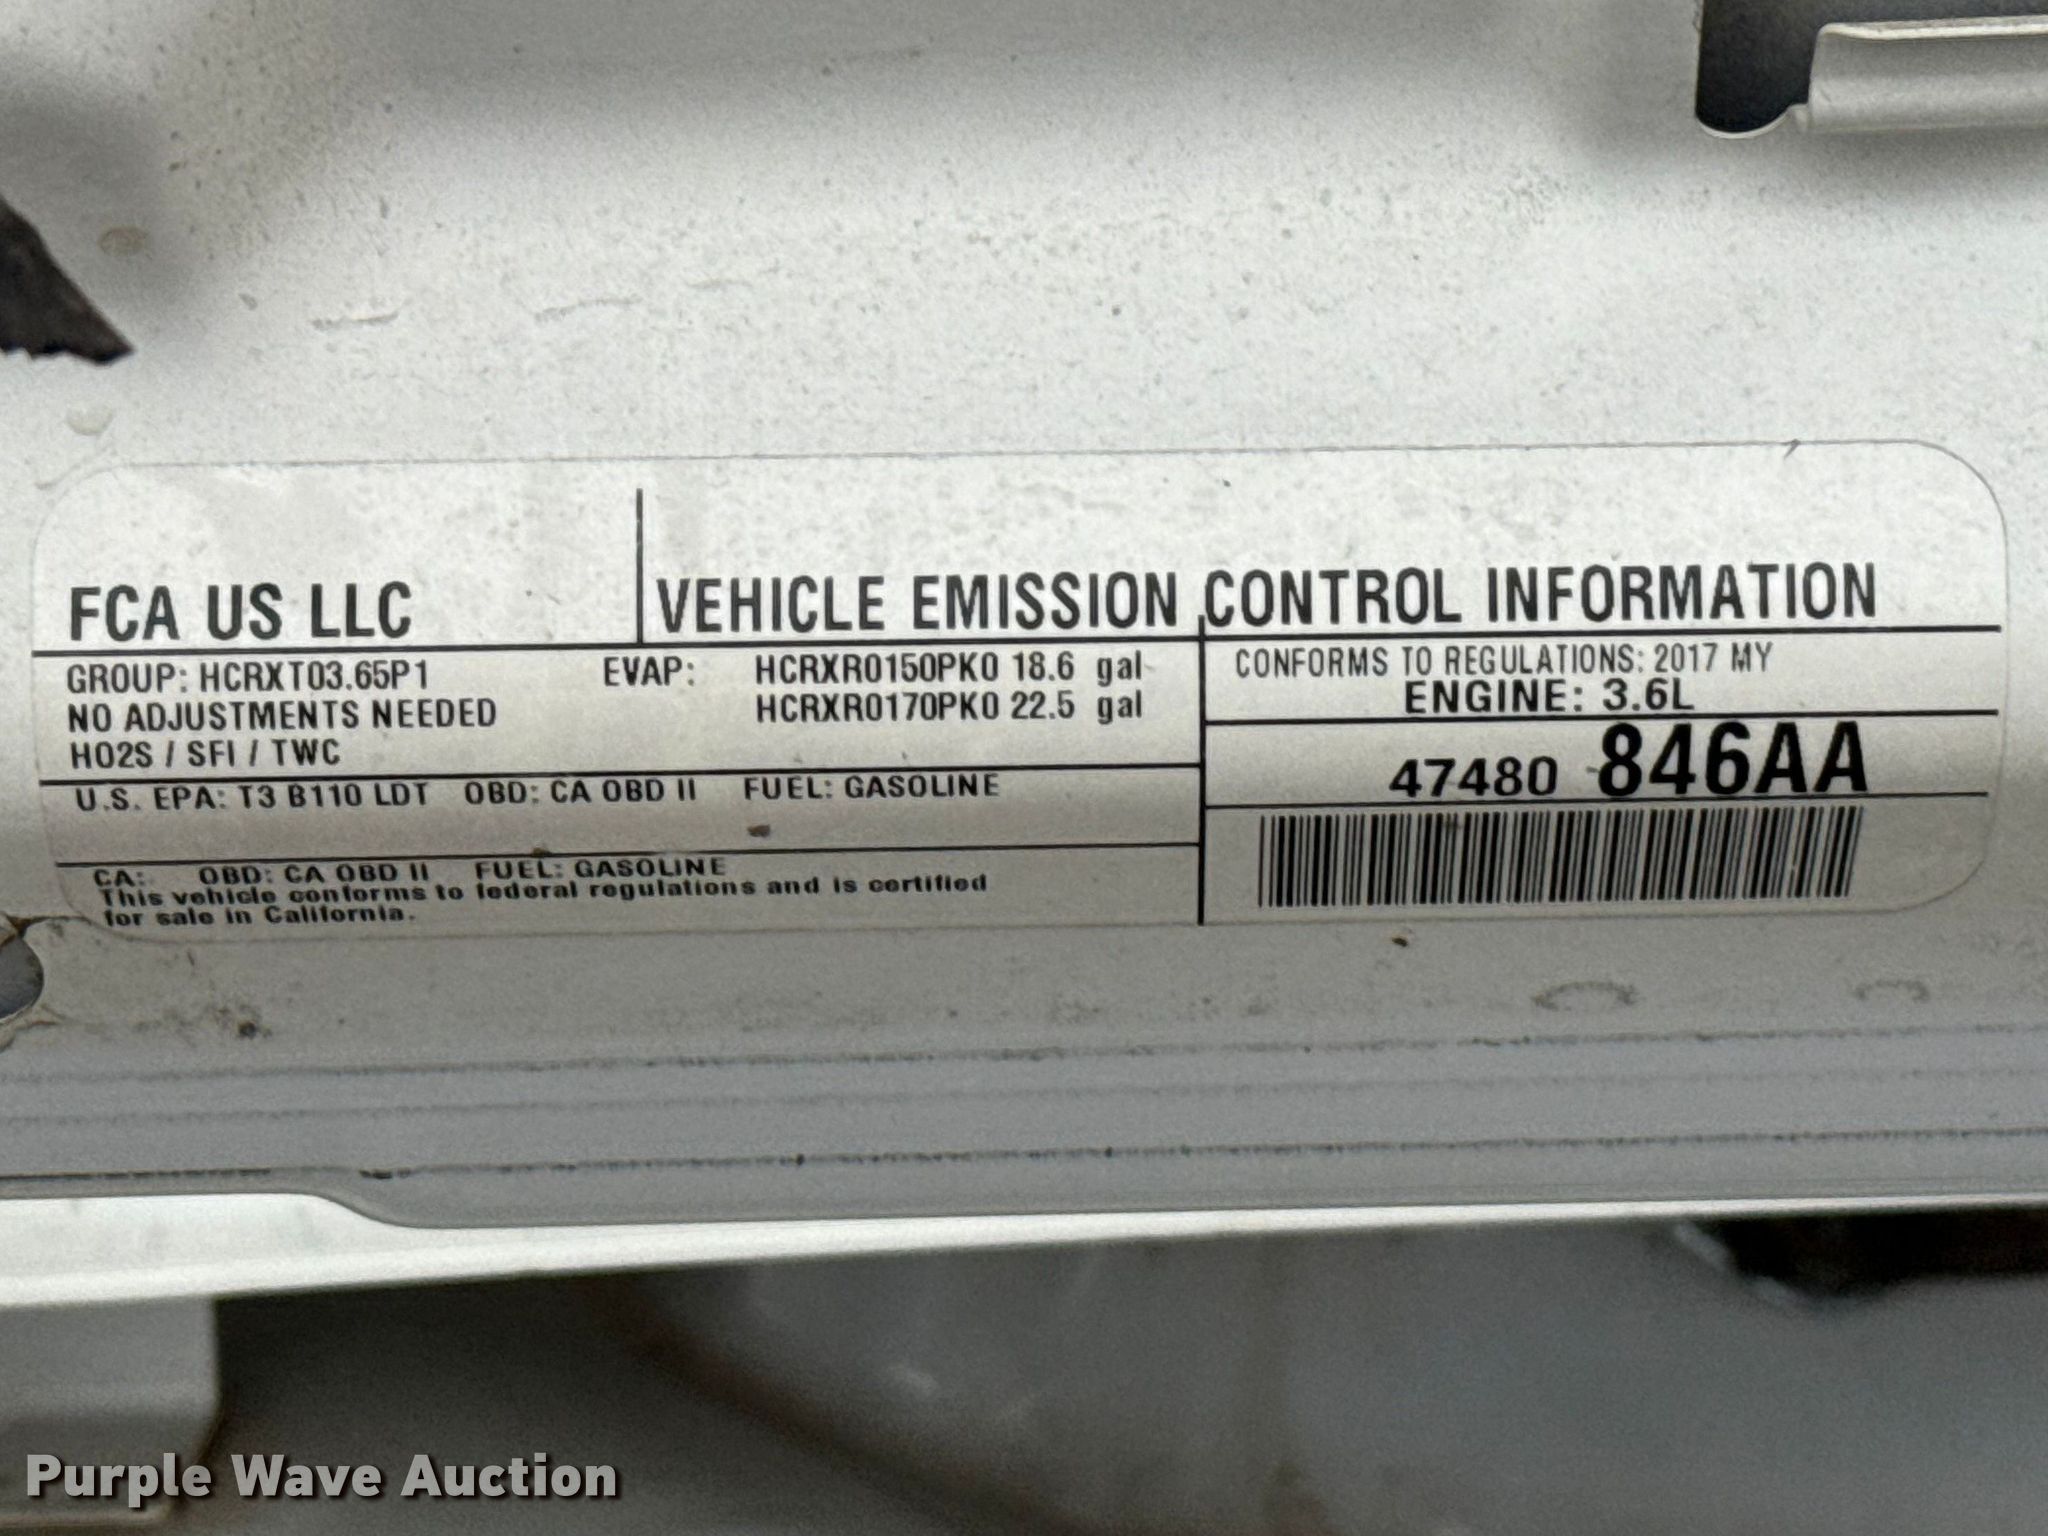 FCA US LLC
VEHICLE EMISSION CONTROL INFORMATION
GROUP: HCRXT03.65P1
NO ADJUSTMENTS NEEDED
HO2S / SFI / TWC
EVAP: HCRXR0150PK0 18.6 gal
HCRXR0170PK0 22.5 gal
CONFORMS TO REGULATIONS: 2017 MY
ENGINE: 3.6L
47480 846AA
U.S. EPA: T3 B110 LDT OBD: CA OBD II FUEL: GASOLINE
CA: OBD: CA OBD II FUEL: GASOLINE
This vehicle conforms to federal regulations and is certified
for sale in California.
Purple Wave Auction